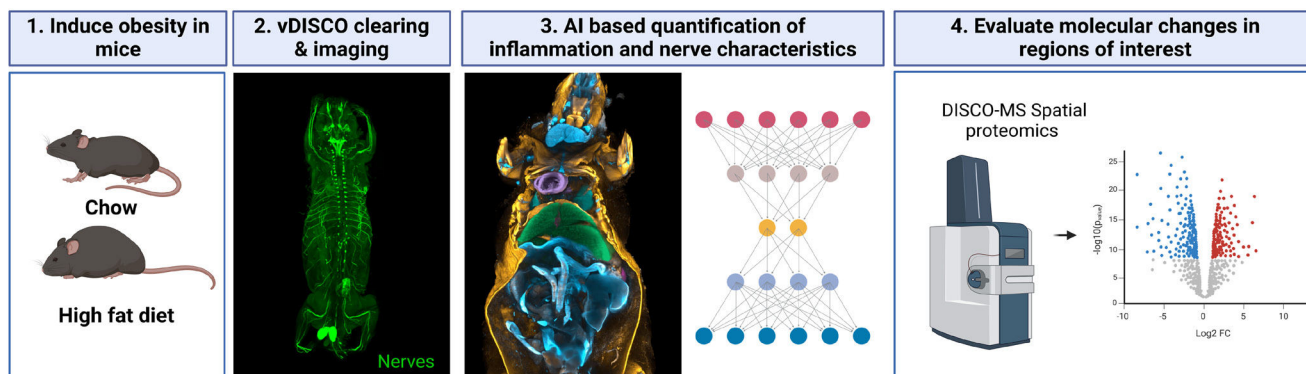 1. Induce obesity in
mice
2. vDISCO clearing
& imaging
3. AI based quantification of
inflammation and nerve characteristics
4. Evaluate molecular changes in
regions of interest
Chow
High fat diet
Nerves
DISCO-MS Spatial
proteomics
-log10(pvalue)
25
20
15
10
5
0
-10
-5
0
5
10
Log2 FC